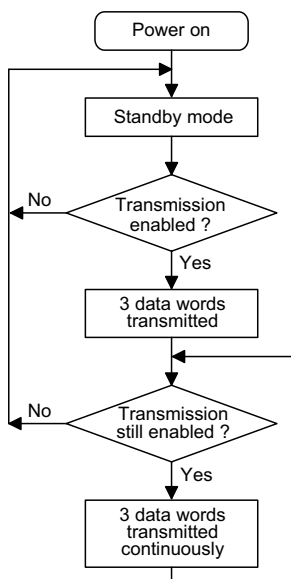 Power on
Standby mode
Transmission
enabled ?
No
Yes
3 data words
transmitted
Transmission
still enabled ?
No
Yes
3 data words
transmitted
continuously